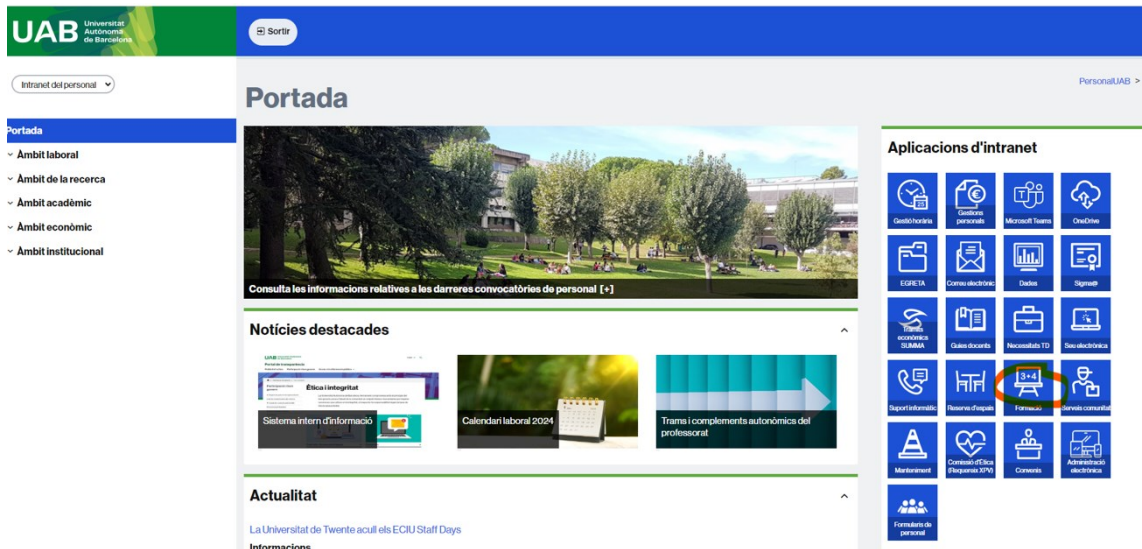 UAB
Universitat
Autònoma
de Barcelona
Sortir
Intranet del personal
PersonalUAB >
Portada
Portada
Àmbit laboral
Àmbit de la recerca
Àmbit acadèmic
Àmbit econòmic
Àmbit institucional
Consulta les informacions relatives a les darreres convocatòries de personal [+]
Notícies destacades
Ètica i integritat
Sistema intern d'informació
Calendari laboral 2024
Trams i complements autonòmics del
professorat
Actualitat
La Universitat de Twente acull els ECIU Staff Days
Informacions
Aplicacions d'intranet
Gestió horària
Gestions
personals
Microsoft Teams
OneDrive
EGRETA
Correu electrònic
Dades
Sigma@
Tràmits
econòmics
SUMMA
Guies docents
Necessitats TD
Seu electrònica
Suport informàtic
Reserva d'espais
3+4
Formació
Serveis comunitat
Manteniment
Comissió d'Ètica
(Requereix XPV)
Convenis
Administració
electrònica
Formularis de
personal